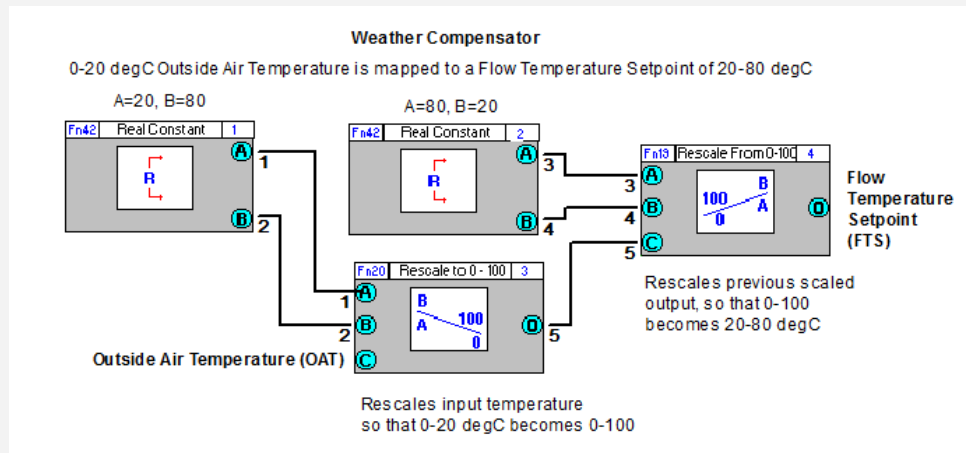 Weather Compensator
0-20 degC Outside Air Temperature is mapped to a Flow Temperature Setpoint of 20-80 degC
A=20, B=80
A=80, B=20
Fn42 Real Constant 1
R
A
1
B
2
Fn42 Real Constant 2
R
A
3
B
4
Fn19 Rescale From 0-100 4
3 A
4 B
5 C
100 B
0 A
O
Flow
Temperature
Setpoint
(FTS)
Rescales previous scaled
output, so that 0-100
becomes 20-80 degC
Fn20 Rescale to 0 - 100 3
1 A
2 B
B
A 100
0
O
5
Outside Air Temperature (OAT) C
Rescales input temperature
so that 0-20 degC becomes 0-100